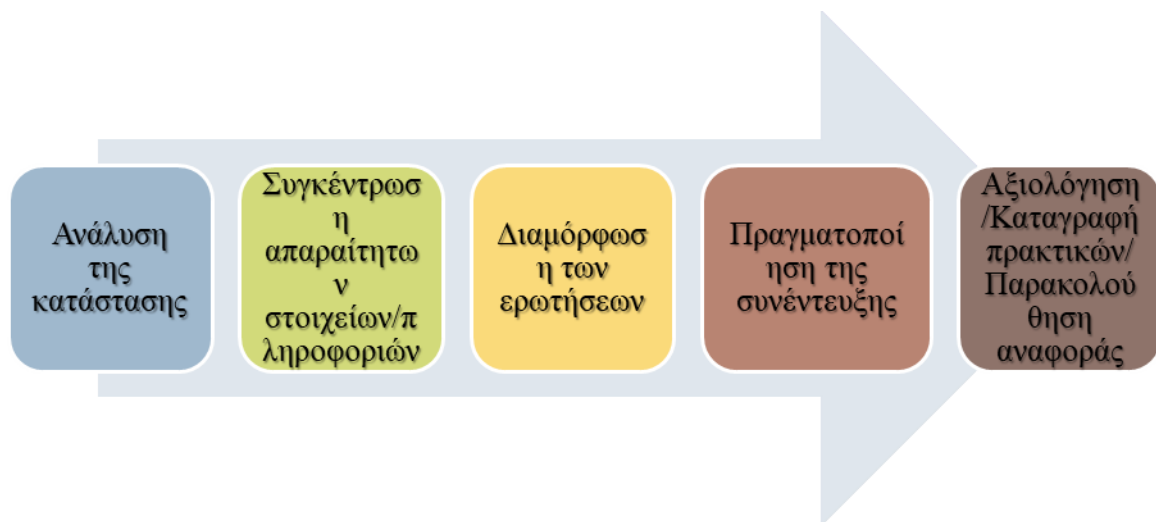 Ανάλυση
της
κατάστασης
Συγκέντρωσ
η
απαραίτητω
ν
στοιχείων/π
ληροφοριών
Διαμόρφωσ
η των
ερωτήσεων
Πραγματοποί
ηση της
συνέντευξης
Αξιολόγηση
/Καταγραφή
πρακτικών/
Παρακολού
θηση
αναφοράς